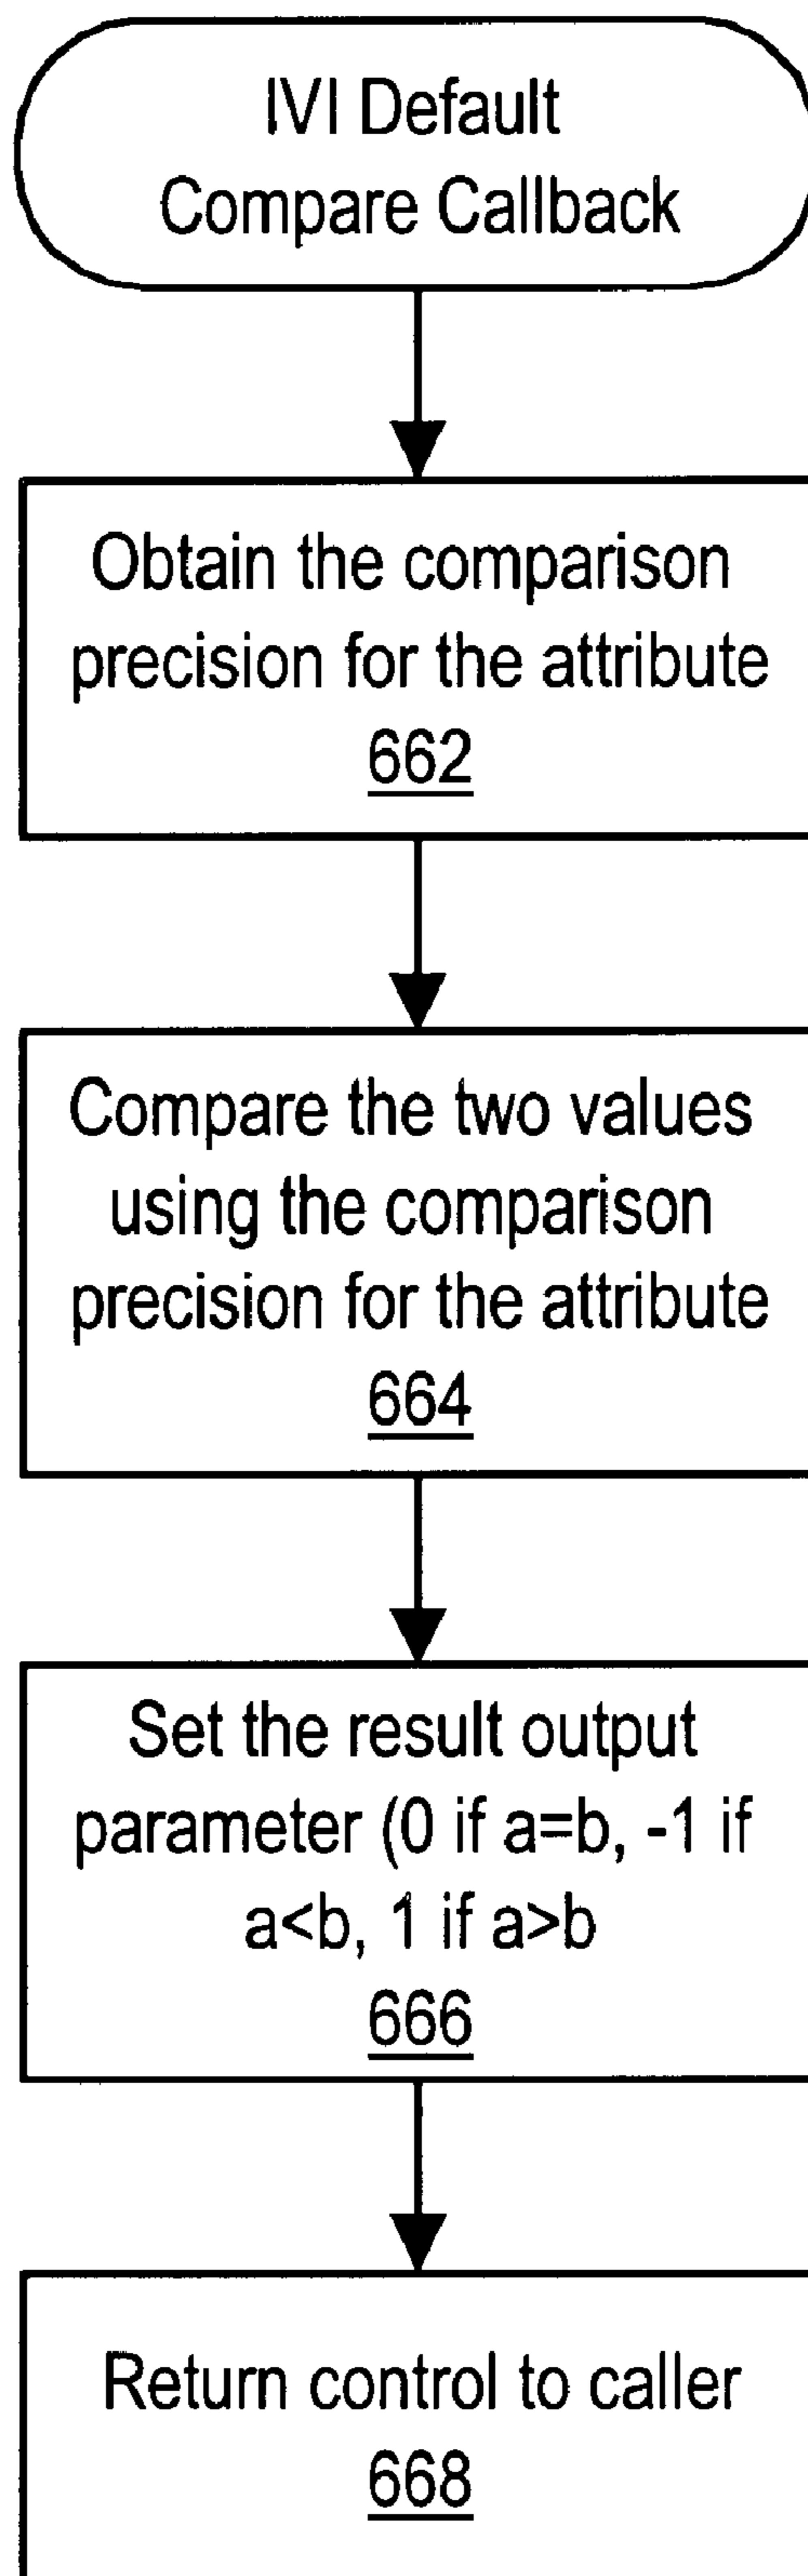 IVI Default
Compare Callback
Obtain the comparison
precision for the attribute
662
Compare the two values
using the comparison
precision for the attribute
664
Set the result output
parameter (0 if a=b, -1 if
a<b, 1 if a>b
666
Return control to caller
668